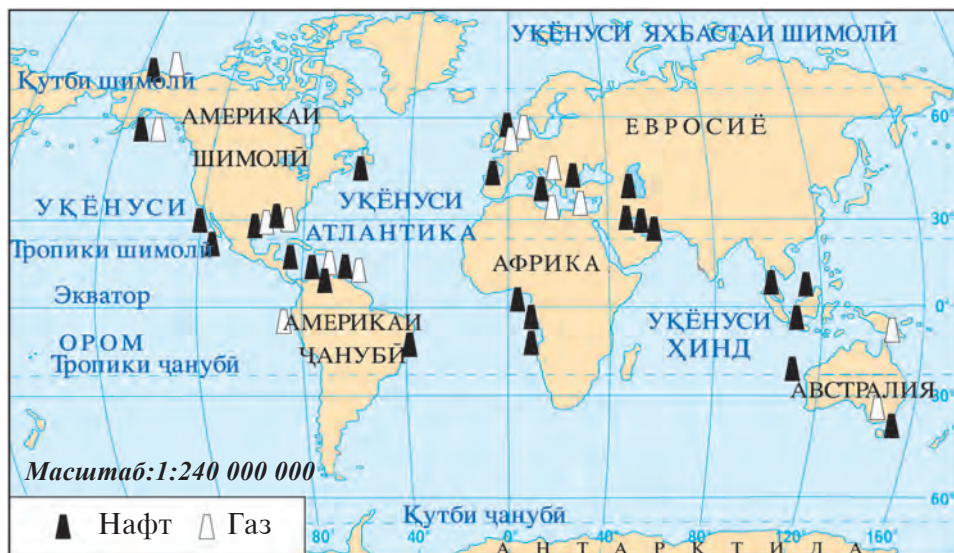 УҚЁНУСИ ЯХБАСТАИ ШИМОЛӢ
Қутби шимолӣ
АМЕРИКАИ
ШИМОЛӢ
60°
ЕВРОСИЁ
УҚЁНУСИ
УҚЁНУСИ
АТЛАНТИКА
30°
Тропики шимолӣ
АФРИКА
Экватор
0°
АМЕРИКАИ
ҶАНУБӢ
УҚЁНУСИ
ҲИНД
ОРОМ
Тропики ҷанубӣ
АВСТРАЛИЯ
30°
Масштаб:1:240 000 000
60°
Нафт Газ
Қутби ҷанубӣ
80 40 0° 40 80 120 160
АНТАРКТИДА